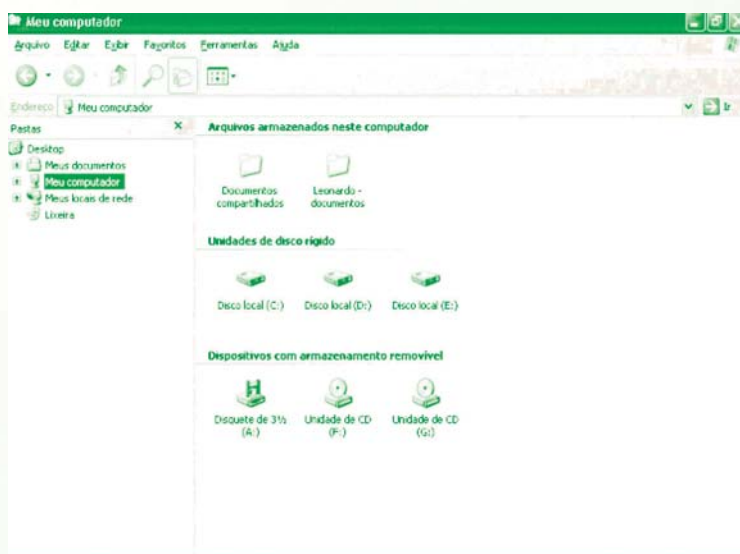 Meu computador
Arquivo Editar Exibir Favoritos Ferramentas Ajuda
Endereço Meu computador Ir
Pastas
Desktop
Meus documentos
Meu computador
Meus locais de rede
Lixeira
Arquivos armazenados neste computador
Documentos compartilhados
Leonardo - documentos
Unidades de disco rígido
Disco local (C:) Disco local (D:) Disco local (E:)
Dispositivos com armazenamento removível
Disquete de 3½ (A:)
Unidade de CD (F:)
Unidade de CD (G:)